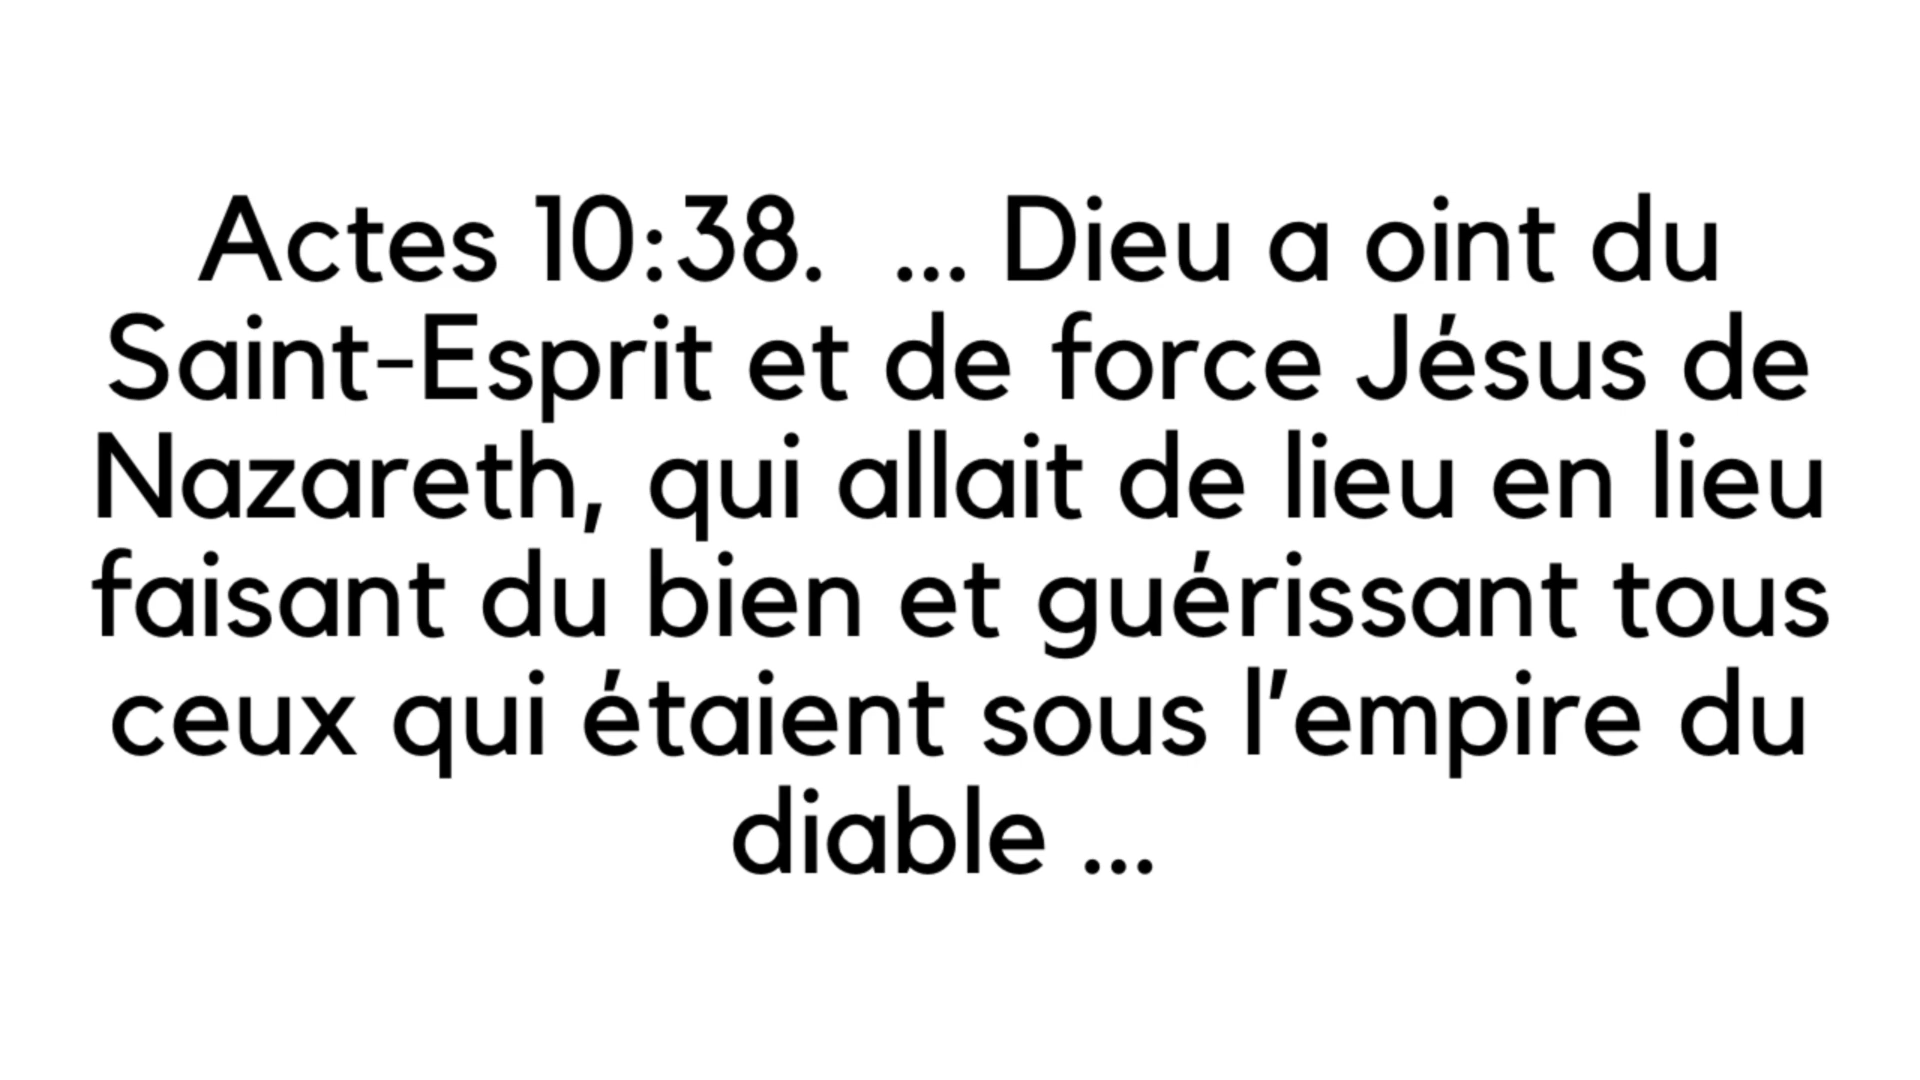 Actes 10:38.  ... Dieu a oint du
Saint-Esprit et de force Jésus de
Nazareth, qui allait de lieu en lieu
faisant du bien et guérissant tous
ceux qui étaient sous l’empire du
diable ...